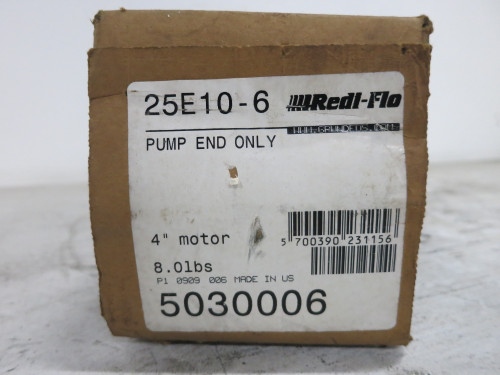 25E10-6 Redi-Flo
PUMP END ONLY
4" motor
5 700390 231156
8.0lbs
P1 0909 006 MADE IN US
5030006